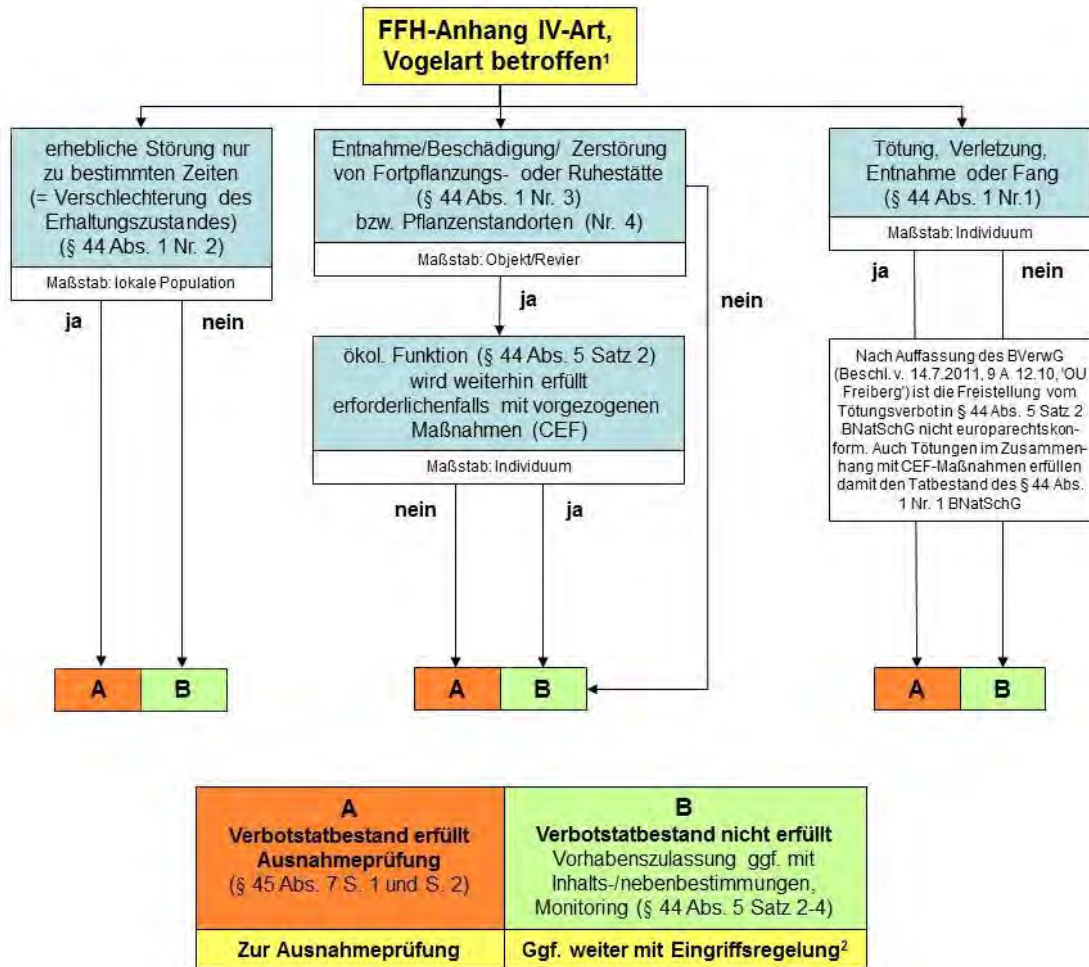 FFH-Anhang IV-Art,
Vogelart betroffen¹
erhebliche Störung nur
zu bestimmten Zeiten
(= Verschlechterung des
Erhaltungszustandes)
(§ 44 Abs. 1 Nr. 2)
Maßstab: lokale Population
ja
nein
Entnahme/Beschädigung/ Zerstörung
von Fortpflanzungs- oder Ruhestätte
(§ 44 Abs. 1 Nr. 3)
bzw. Pflanzenstandorten (Nr. 4)
Maßstab: Objekt/Revier
ja
nein
ökol. Funktion (§ 44 Abs. 5 Satz 2)
wird weiterhin erfüllt
erforderlichenfalls mit vorgezogenen
Maßnahmen (CEF)
Maßstab: Individuum
nein
ja
Tötung, Verletzung,
Entnahme oder Fang
(§ 44 Abs. 1 Nr.1)
Maßstab: Individuum
ja
nein
Nach Auffassung des BVerwG
(Beschl. v. 14.7.2011, 9 A 12.10, 'OU
Freiberg') ist die Freistellung vom
Tötungsverbot in § 44 Abs. 5 Satz 2
BNatSchG nicht europarechtskon-
form. Auch Tötungen im Zusammen-
hang mit CEF-Maßnahmen erfüllen
damit den Tatbestand des § 44 Abs.
1 Nr. 1 BNatSchG
A
B
A
B
A
B
A
Verbotstatbestand erfüllt
Ausnahmeprüfung
(§ 45 Abs. 7 S. 1 und S. 2)
Zur Ausnahmeprüfung
B
Verbotstatbestand nicht erfüllt
Vorhabenszulassung ggf. mit
Inhalts-/nebenbestimmungen,
Monitoring (§ 44 Abs. 5 Satz 2-4)
Ggf. weiter mit Eingriffsregelung²